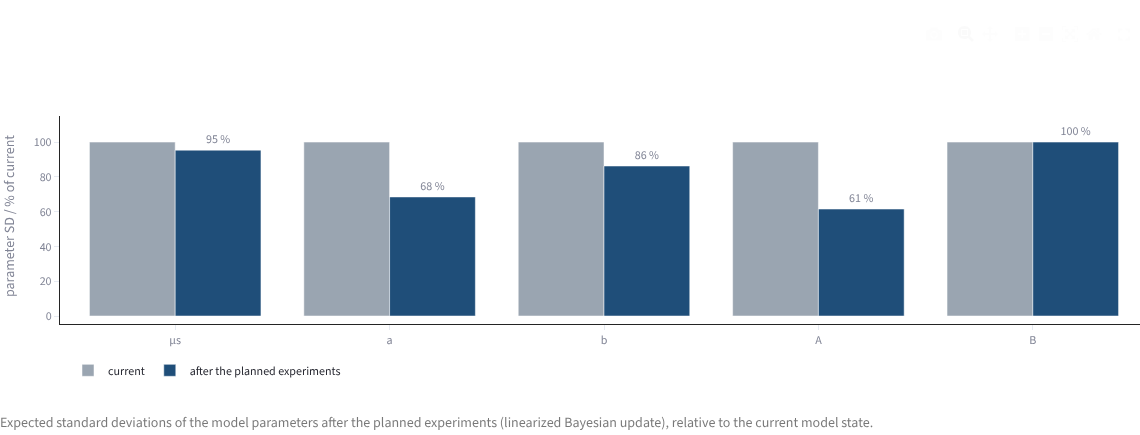 parameter SD / % of current
100
80
60
40
20
0
95 %
68 %
86 %
61 %
100 %
μs
a
b
A
B
current
after the planned experiments
Expected standard deviations of the model parameters after the planned experiments (linearized Bayesian update), relative to the current model state.